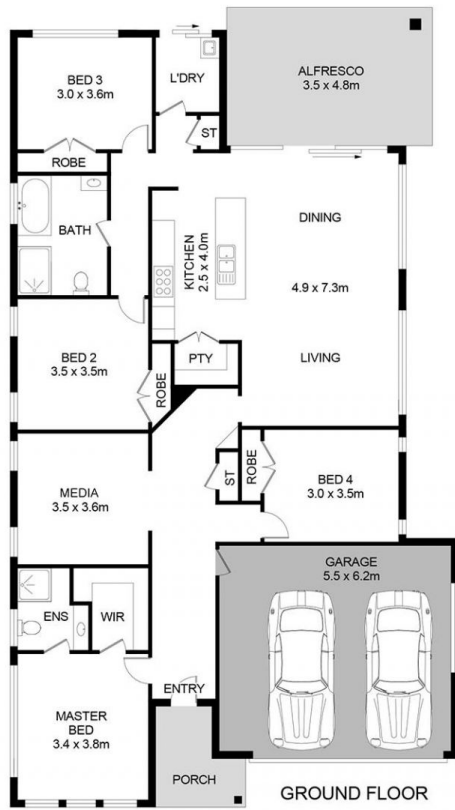 BED 3
3.0 x 3.6m
L'DRY
ALFRESCO
3.5 x 4.8m
ST
ROBE
BATH
KITCHEN
2.5 x 4.0m
DINING
4.9 x 7.3m
LIVING
PTY
BED 2
3.5 x 3.5m
ROBE
MEDIA
3.5 x 3.6m
ST
ROBE
BED 4
3.0 x 3.5m
GARAGE
5.5 x 6.2m
ENS
WIR
ENTRY
MASTER
BED
3.4 x 3.8m
PORCH
GROUND FLOOR